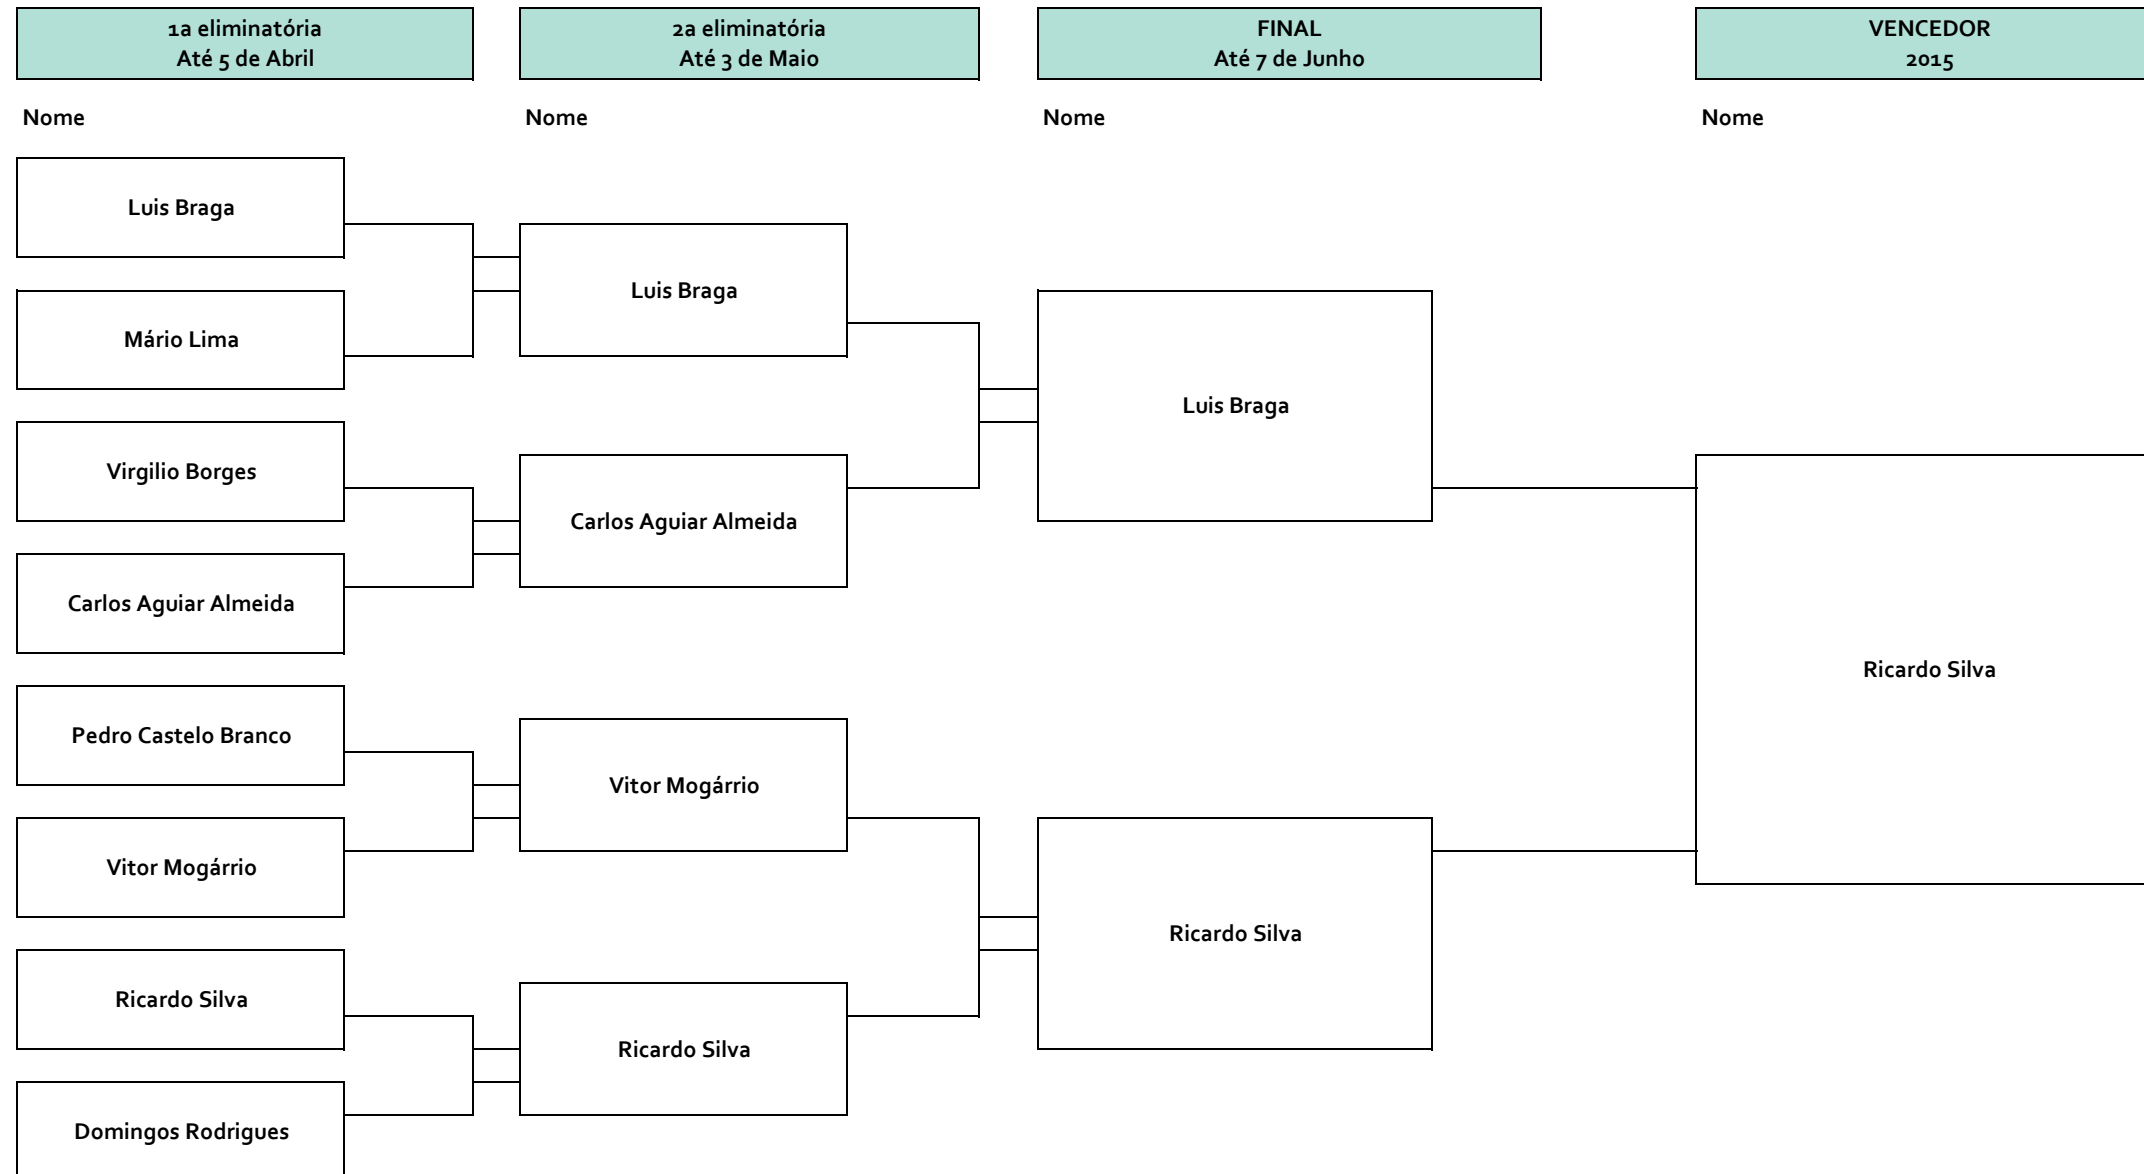 1a eliminatória
Até 5 de Abril
2a eliminatória
Até 3 de Maio
FINAL
Até 7 de Junho
VENCEDOR
2015
Nome
Nome
Nome
Nome
Luis Braga
Mário Lima
Virgilio Borges
Carlos Aguiar Almeida
Pedro Castelo Branco
Vitor Mogárrio
Ricardo Silva
Domingos Rodrigues
Luis Braga
Carlos Aguiar Almeida
Vitor Mogárrio
Ricardo Silva
Luis Braga
Ricardo Silva
Ricardo Silva